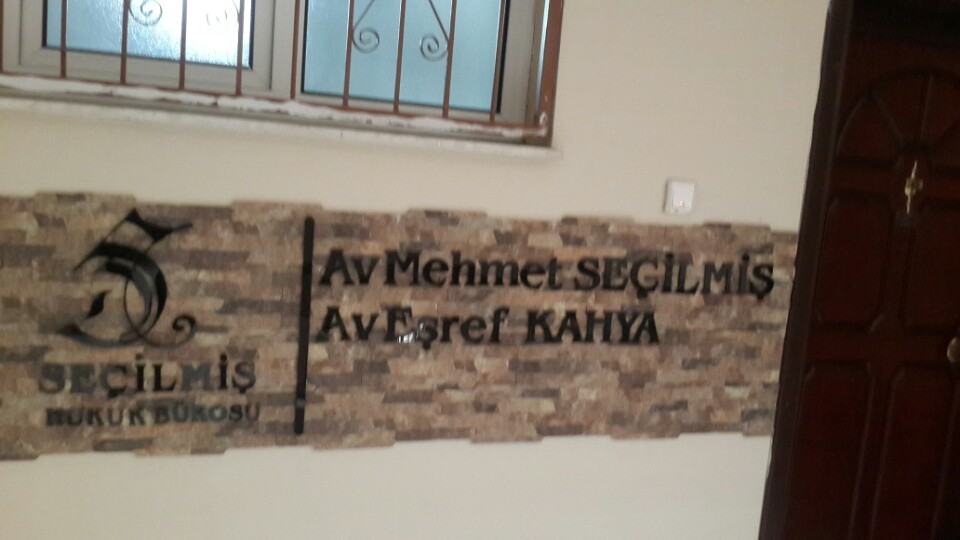 SEÇİLMİŞ
HUKUK BÜROSU
Av Mehmet SEÇİLMİŞ
Av Eşref KAHYA